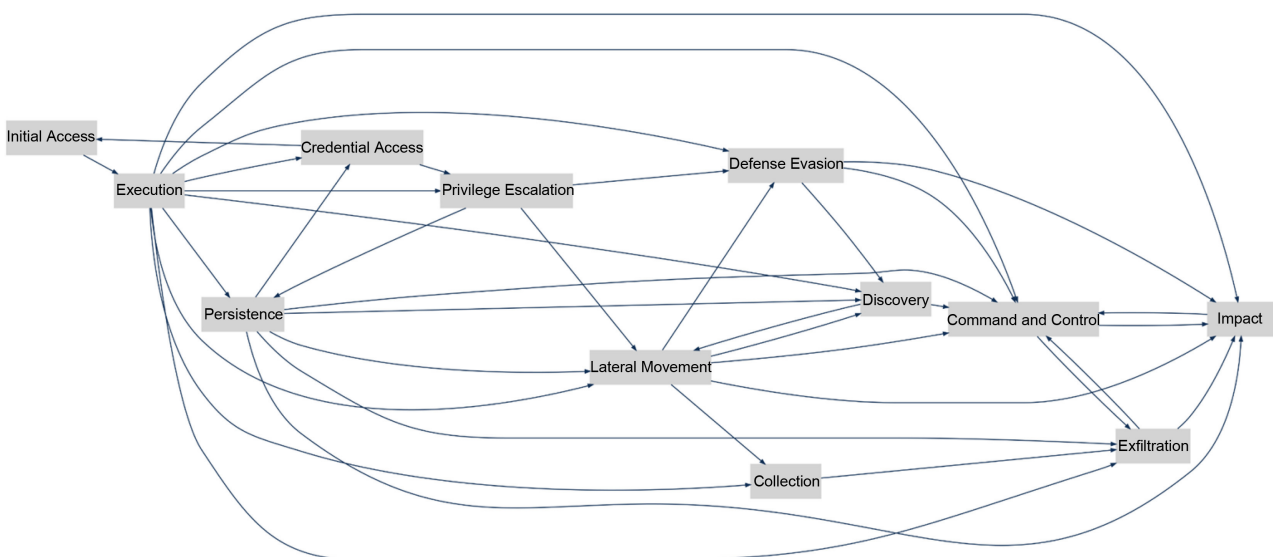 Initial Access
Execution
Credential Access
Privilege Escalation
Defense Evasion
Persistence
Discovery
Command and Control
Impact
Lateral Movement
Exfiltration
Collection